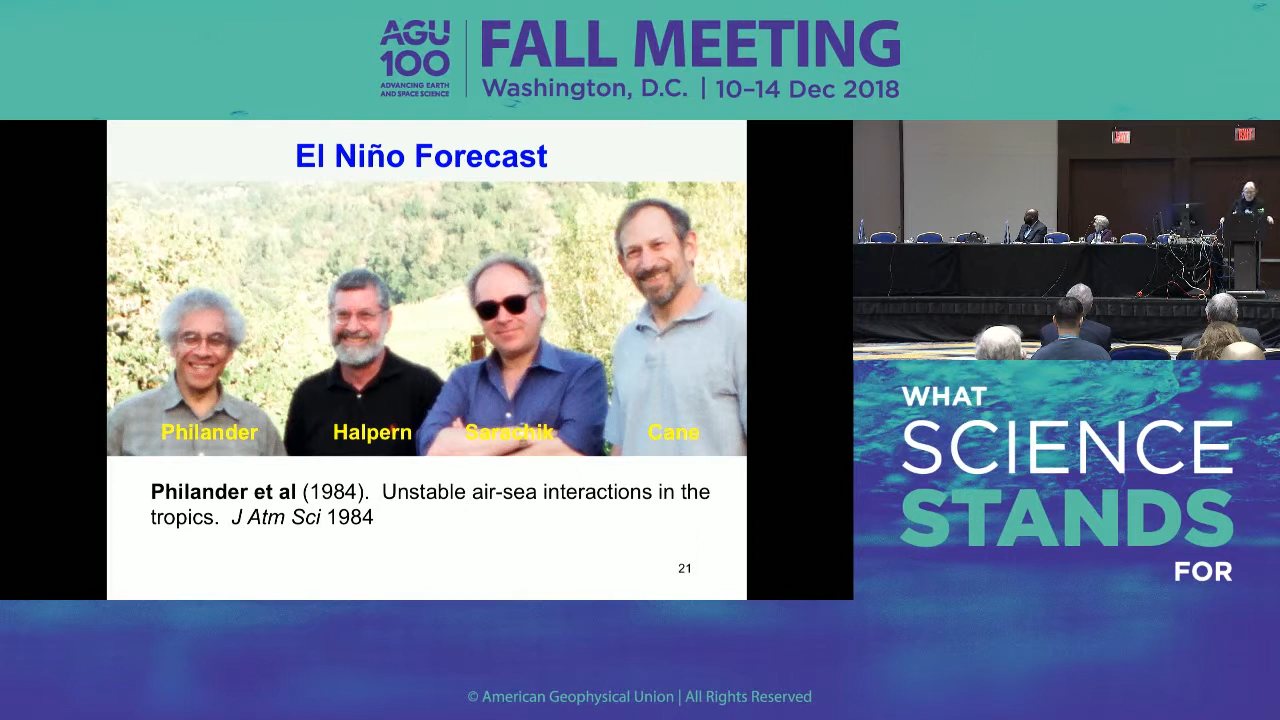 AGU
100
ADVANCING EARTH
AND SPACE SCIENCE
FALL MEETING
Washington, D.C. | 10–14 Dec 2018
El Niño Forecast
Philander Halpern Sarachik Cane
Philander et al (1984). Unstable air-sea interactions in the
tropics. J Atm Sci 1984
21
WHAT
SCIENCE
STANDS
FOR
© American Geophysical Union | All Rights Reserved